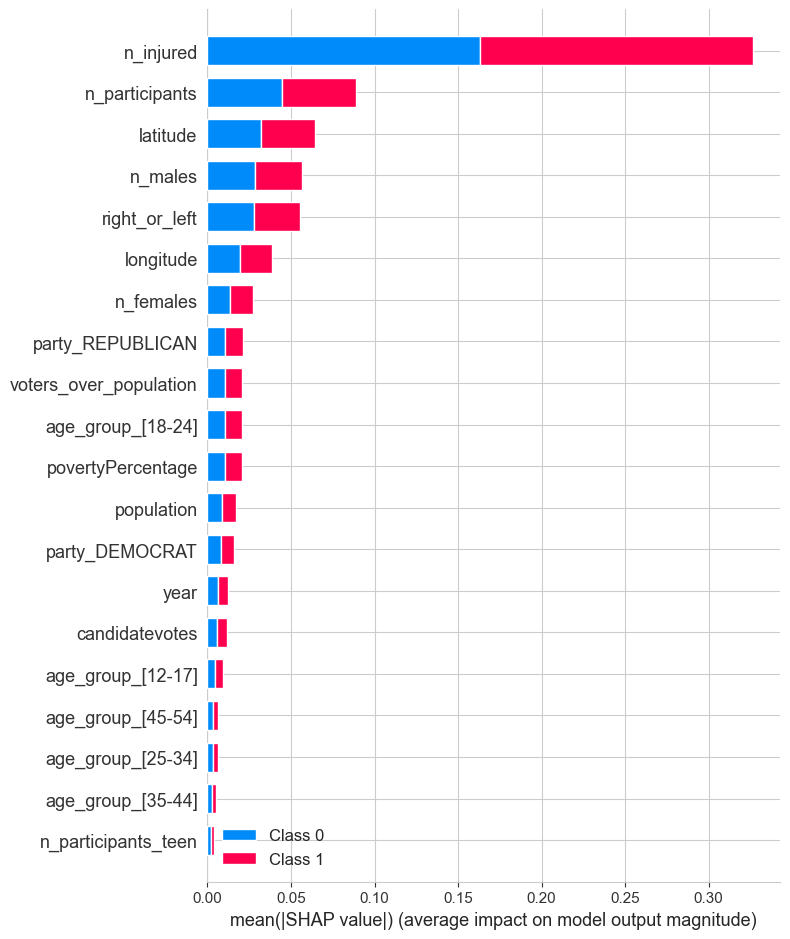 n_injured
n_participants
latitude
n_males
right_or_left
longitude
n_females
party_REPUBLICAN
voters_over_population
age_group_[18-24]
povertyPercentage
population
party_DEMOCRAT
year
candidatevotes
age_group_[12-17]
age_group_[45-54]
age_group_[25-34]
age_group_[35-44]
n_participants_teen
Class 0
Class 1
0.00 0.05 0.10 0.15 0.20 0.25 0.30
mean(|SHAP value|) (average impact on model output magnitude)